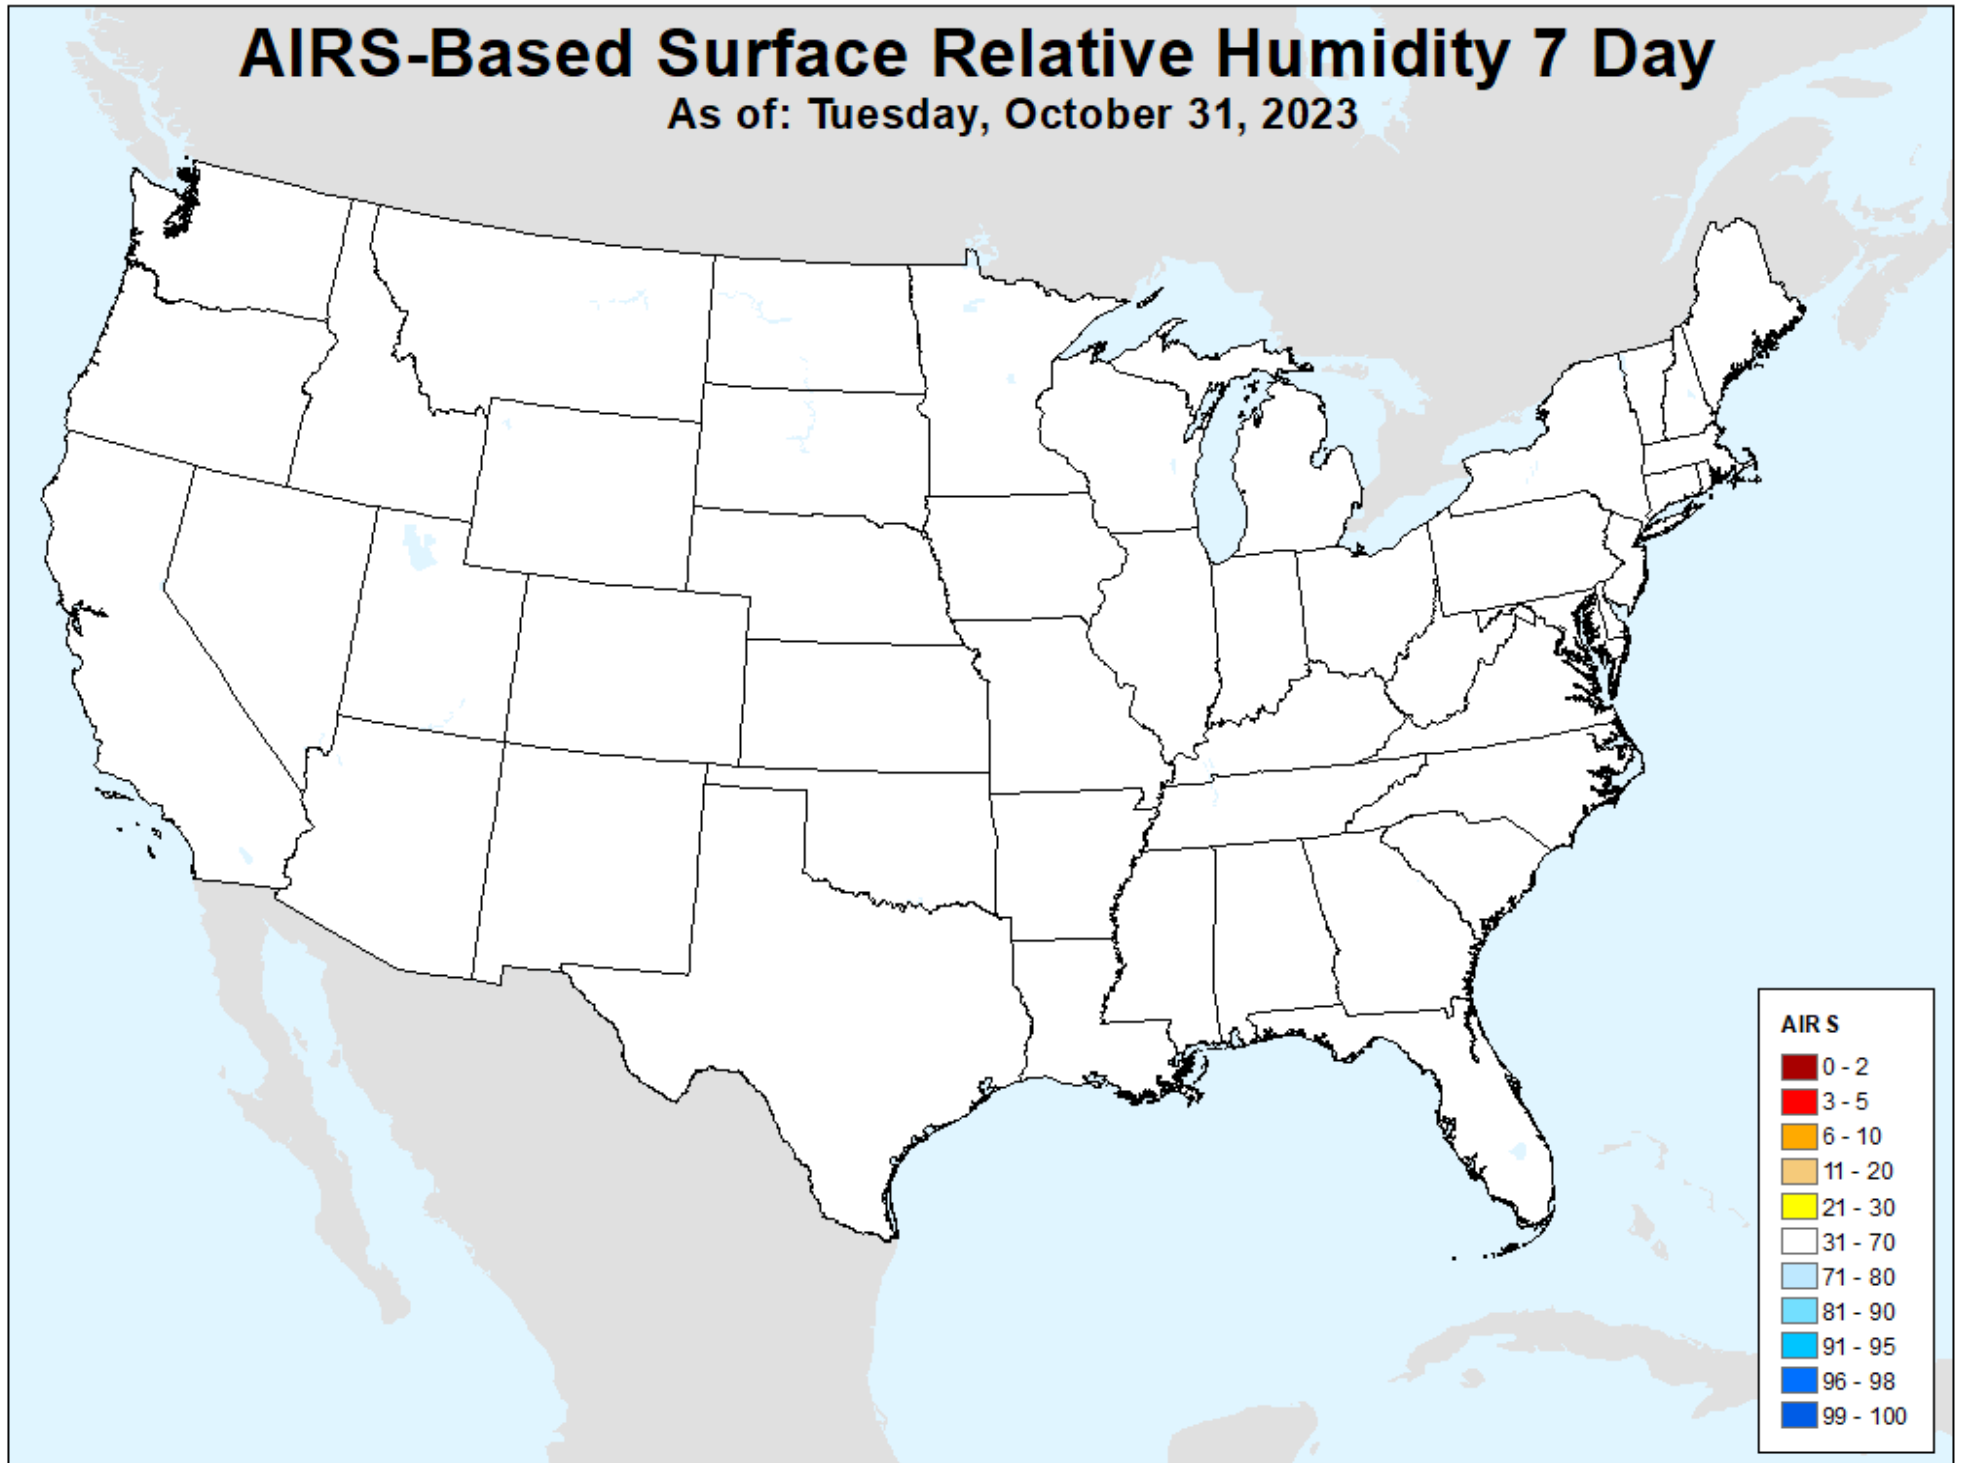 AIRS-Based Surface Relative Humidity 7 Day
As of: Tuesday, October 31, 2023
AIRS
0 - 2
3 - 5
6 - 10
11 - 20
21 - 30
31 - 70
71 - 80
81 - 90
91 - 95
96 - 98
99 - 100